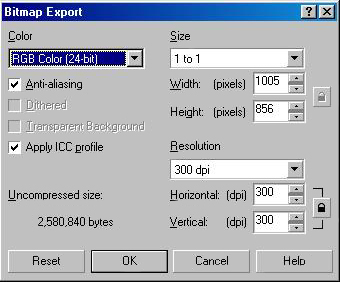 Bitmap Export
Color
RGB Color (24-bit)
Anti-aliasing
Dithered
Transparent Background
Apply ICC profile
Uncompressed size:
2,580,840 bytes
Size
1 to 1
Width: (pixels) 1005
Height: (pixels) 856
Resolution
300 dpi
Horizontal: (dpi) 300
Vertical: (dpi) 300
Reset OK Cancel Help